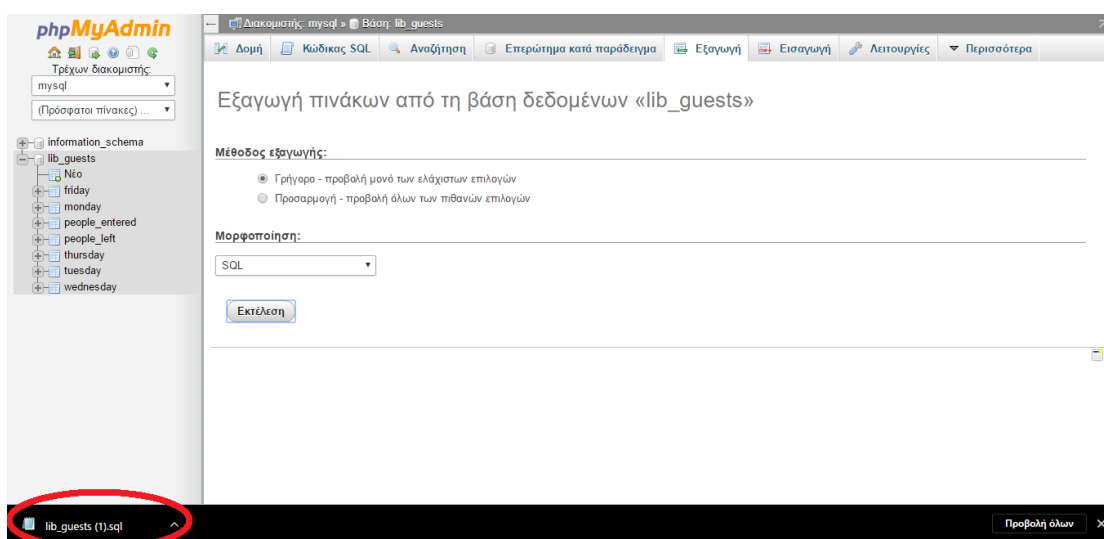 phpMyAdmin
Τρέχων διακομιστής:
mysql
(Πρόσφατοι πίνακες) ...
information_schema
lib_guests
Νέο
friday
monday
people_entered
people_left
thursday
tuesday
wednesday
Διακομιστής: mysql » Βάση: lib_guests
Δομή Κώδικας SQL Αναζήτηση Επερώτημα κατά παράδειγμα Εξαγωγή Εισαγωγή Λειτουργίες Περισσότερα
Εξαγωγή πινάκων από τη βάση δεδομένων «lib_guests»
Μέθοδος εξαγωγής:
Γρήγορο - προβολή μονό των ελάχιστων επιλογών
Προσαρμογή - προβολή όλων των πιθανών επιλογών
Μορφοποίηση:
SQL
Εκτέλεση
lib_guests (1).sql
Προβολή όλων